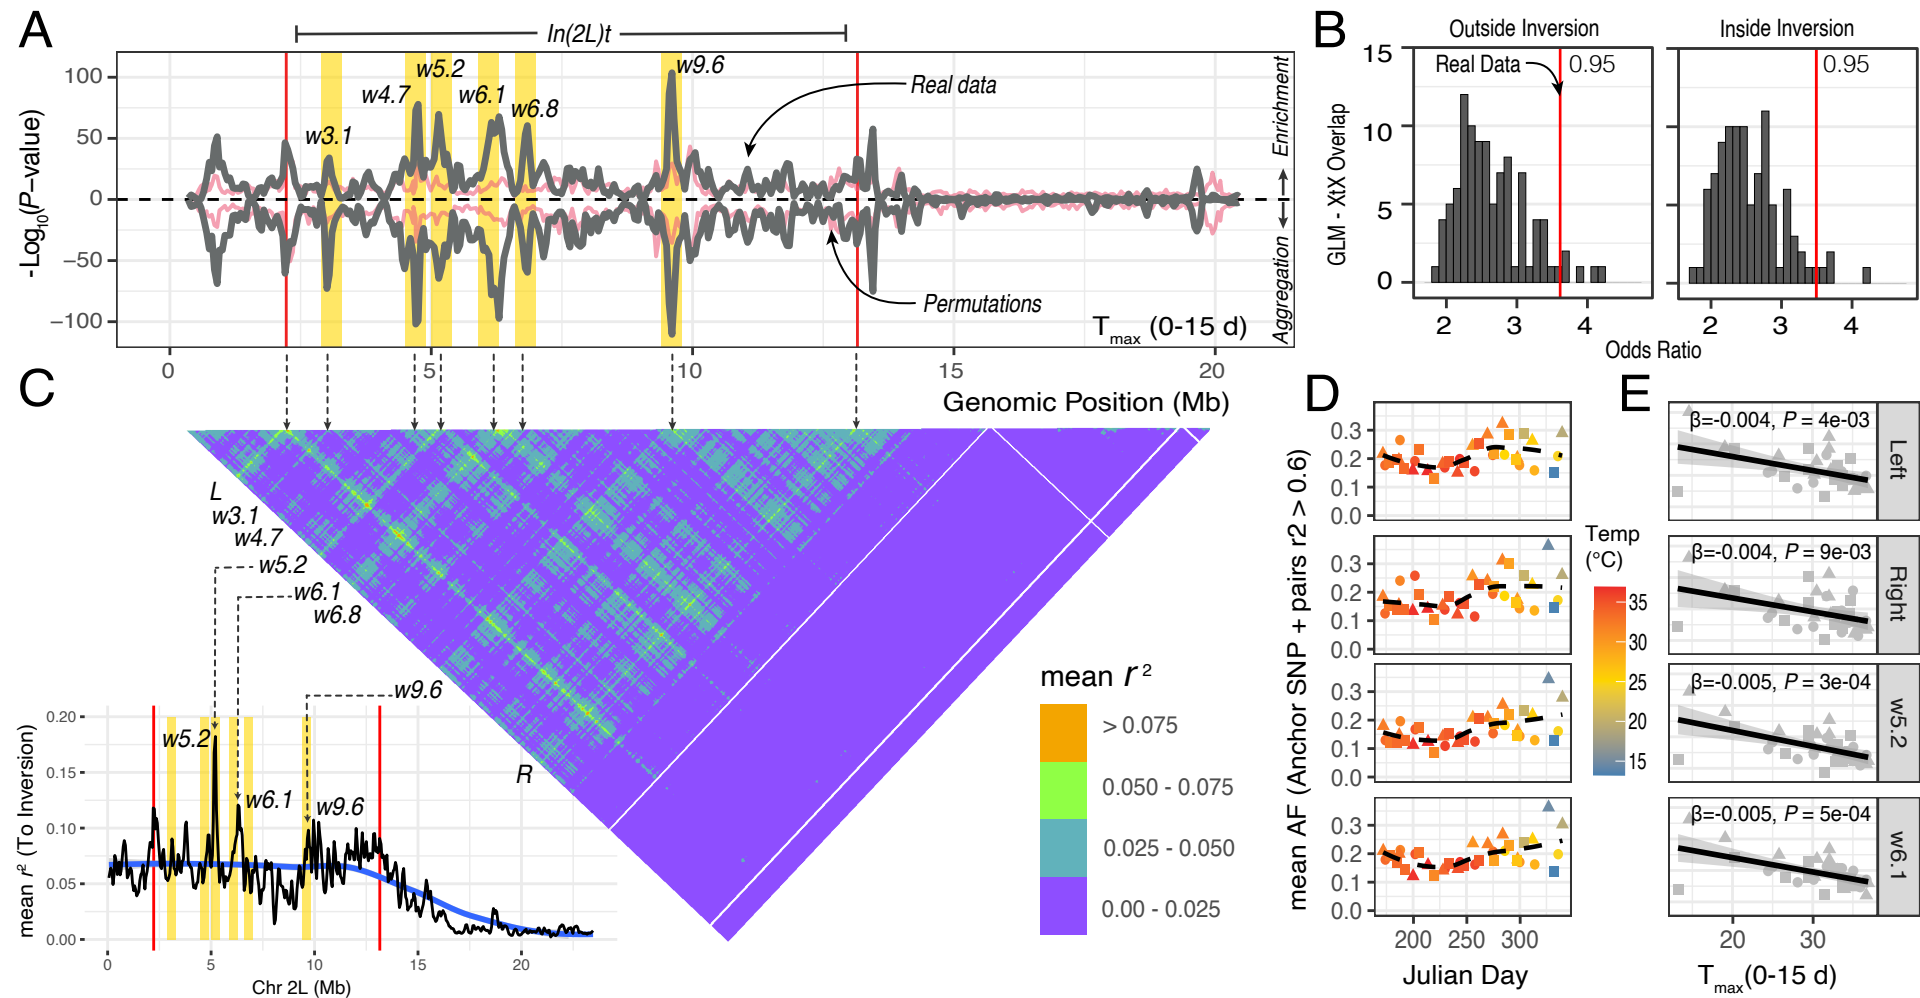 A
In(2L)t
-Log10(P-value)
100
50
0
−50
−100
w3.1
w4.7
w5.2
w6.1
w6.8
w9.6
Real data
Permutations
Enrichment
Aggregation
Tmax (0-15 d)
0
5
10
15
20
Genomic Position (Mb)
B
Outside Inversion
Inside Inversion
Real Data
0.95
0.95
GLM - XtX Overlap
15
10
5
0
2
3
4
2
3
4
Odds Ratio
C
L
w3.1
w4.7
w5.2
w6.1
w6.8
w9.6
R
mean r²
> 0.075
0.050 - 0.075
0.025 - 0.050
0.00 - 0.025
mean r² (To Inversion)
0.20
0.15
0.10
0.05
0.00
w5.2
w6.1
w9.6
0
5
10
15
20
Chr 2L (Mb)
D
mean AF (Anchor SNP + pairs r2 > 0.6)
0.3
0.2
0.1
0.0
0.3
0.2
0.1
0.0
0.3
0.2
0.1
0.0
0.3
0.2
0.1
0.0
200
250
300
Julian Day
Temp
(°C)
35
30
25
20
15
E
β=-0.004, P = 4e-03
Left
β=-0.004, P = 9e-03
Right
β=-0.005, P = 3e-04
w5.2
β=-0.005, P = 5e-04
w6.1
20
30
Tmax(0-15 d)